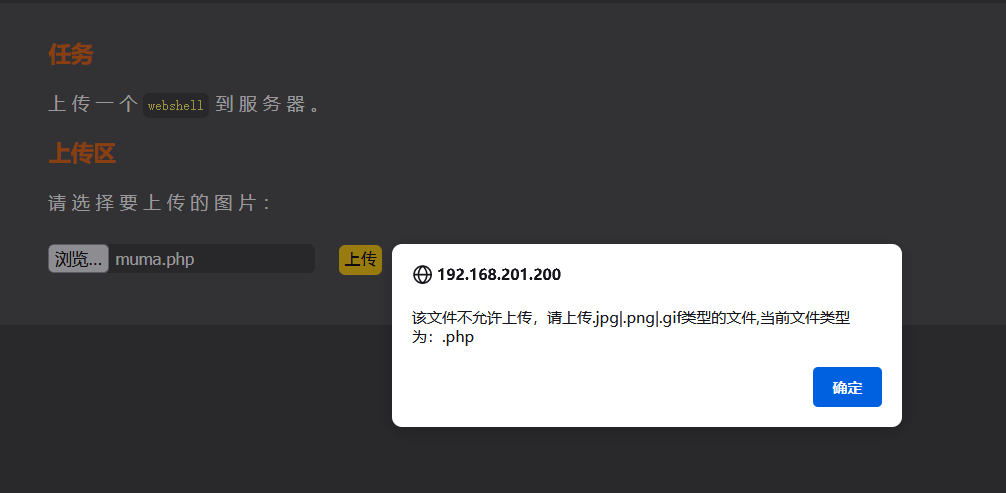 任务
上传一个 webshell 到服务器。
上传区
请选择要上传的图片：
浏览... muma.php 上传
192.168.201.200
该文件不允许上传，请上传.jpg|.png|.gif类型的文件,当前文件类型
为：.php
确定